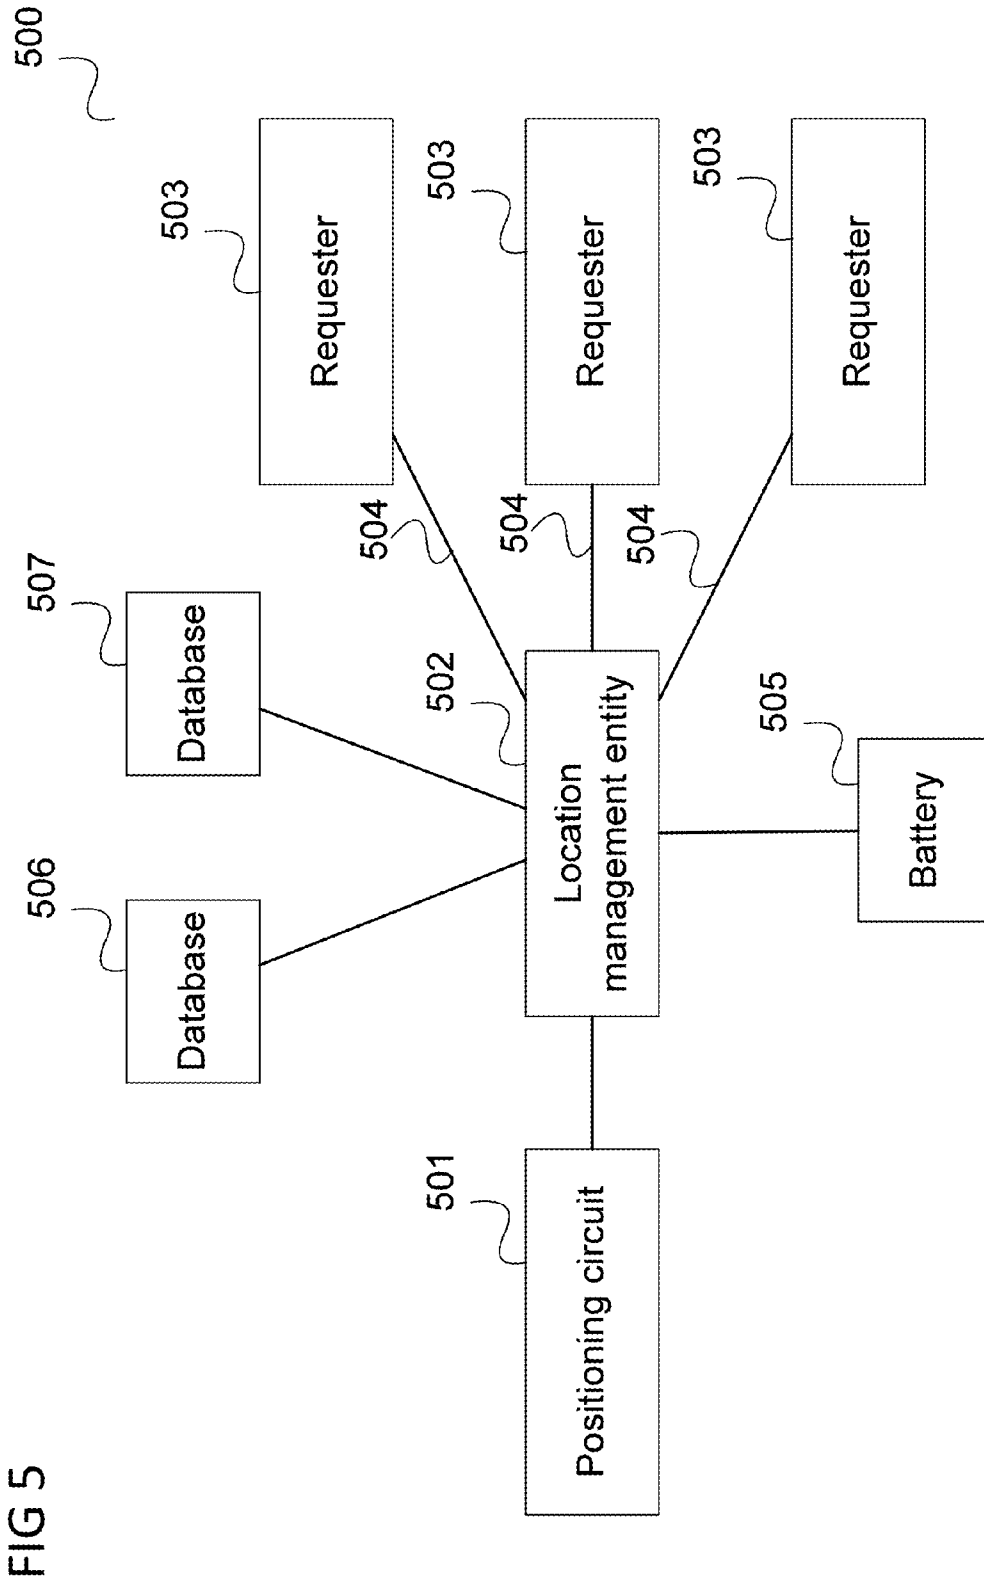 FIG 5
500
506
Database
507
Database
503
Requester
504
501
Positioning circuit
502
Location
management entity
504
503
Requester
505
Battery
504
503
Requester